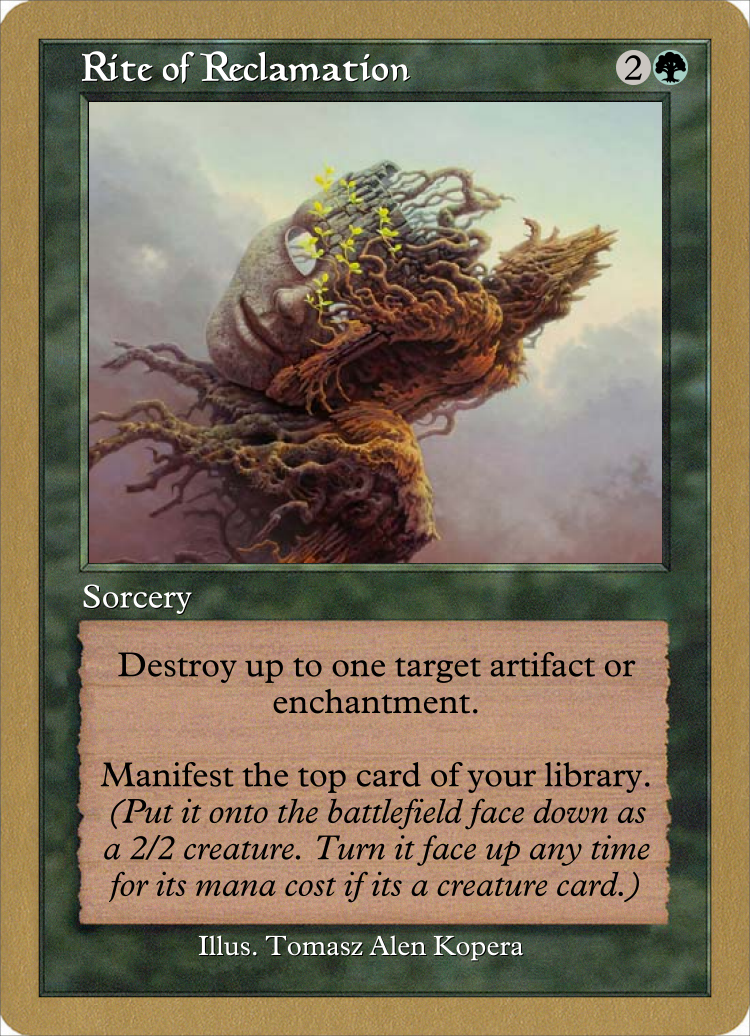 Rite of Reclamation 2
Sorcery
Destroy up to one target artifact or
enchantment.
Manifest the top card of your library.
(Put it onto the battlefield face down as
a 2/2 creature. Turn it face up any time
for its mana cost if its a creature card.)
Illus. Tomasz Alen Kopera